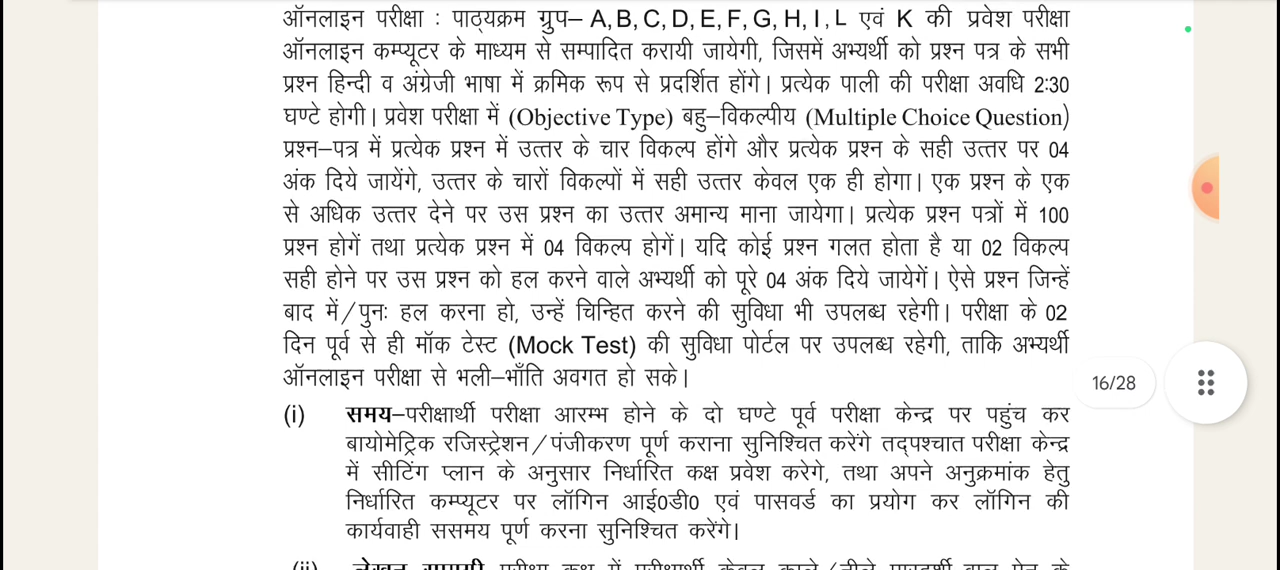 ऑनलाइन परीक्षा : पाठ्यक्रम ग्रुप– A, B, C, D, E, F, G, H, I, L एवं K की प्रवेश परीक्षा
ऑनलाइन कम्प्यूटर के माध्यम से सम्पादित करायी जायेगी, जिसमें अभ्यर्थी को प्रश्न पत्र के सभी
प्रश्न हिन्दी व अंग्रेजी भाषा में क्रमिक रूप से प्रदर्शित होंगे। प्रत्येक पाली की परीक्षा अवधि 2:30
घण्टे होगी। प्रवेश परीक्षा में (Objective Type) बहु–विकल्पीय (Multiple Choice Question)
प्रश्न–पत्र में प्रत्येक प्रश्न में उत्तर के चार विकल्प होंगे और प्रत्येक प्रश्न के सही उत्तर पर 04
अंक दिये जायेंगे, उत्तर के चारों विकल्पों में सही उत्तर केवल एक ही होगा। एक प्रश्न के एक
से अधिक उत्तर देने पर उस प्रश्न का उत्तर अमान्य माना जायेगा। प्रत्येक प्रश्न पत्रों में 100
प्रश्न होगें तथा प्रत्येक प्रश्न में 04 विकल्प होगें। यदि कोई प्रश्न गलत होता है या 02 विकल्प
सही होने पर उस प्रश्न को हल करने वाले अभ्यर्थी को पूरे 04 अंक दिये जायेगें। ऐसे प्रश्न जिन्हें
बाद में/पुनः हल करना हो, उन्हें चिन्हित करने की सुविधा भी उपलब्ध रहेगी। परीक्षा के 02
दिन पूर्व से ही मॉक टेस्ट (Mock Test) की सुविधा पोर्टल पर उपलब्ध रहेगी, ताकि अभ्यर्थी
ऑनलाइन परीक्षा से भली–भाँति अवगत हो सके।
16/28
(i) समय–परीक्षार्थी परीक्षा आरम्भ होने के दो घण्टे पूर्व परीक्षा केन्द्र पर पहुंच कर
बायोमेट्रिक रजिस्ट्रेशन/पंजीकरण पूर्ण कराना सुनिश्चित करेंगे तद्पश्चात परीक्षा केन्द्र
में सीटिंग प्लान के अनुसार निर्धारित कक्ष प्रवेश करेगे, तथा अपने अनुक्रमांक हेतु
निर्धारित कम्प्यूटर पर लॉगिन आई0डी0 एवं पासवर्ड का प्रयोग कर लॉगिन की
कार्यवाही ससमय पूर्ण करना सुनिश्चित करेंगे।